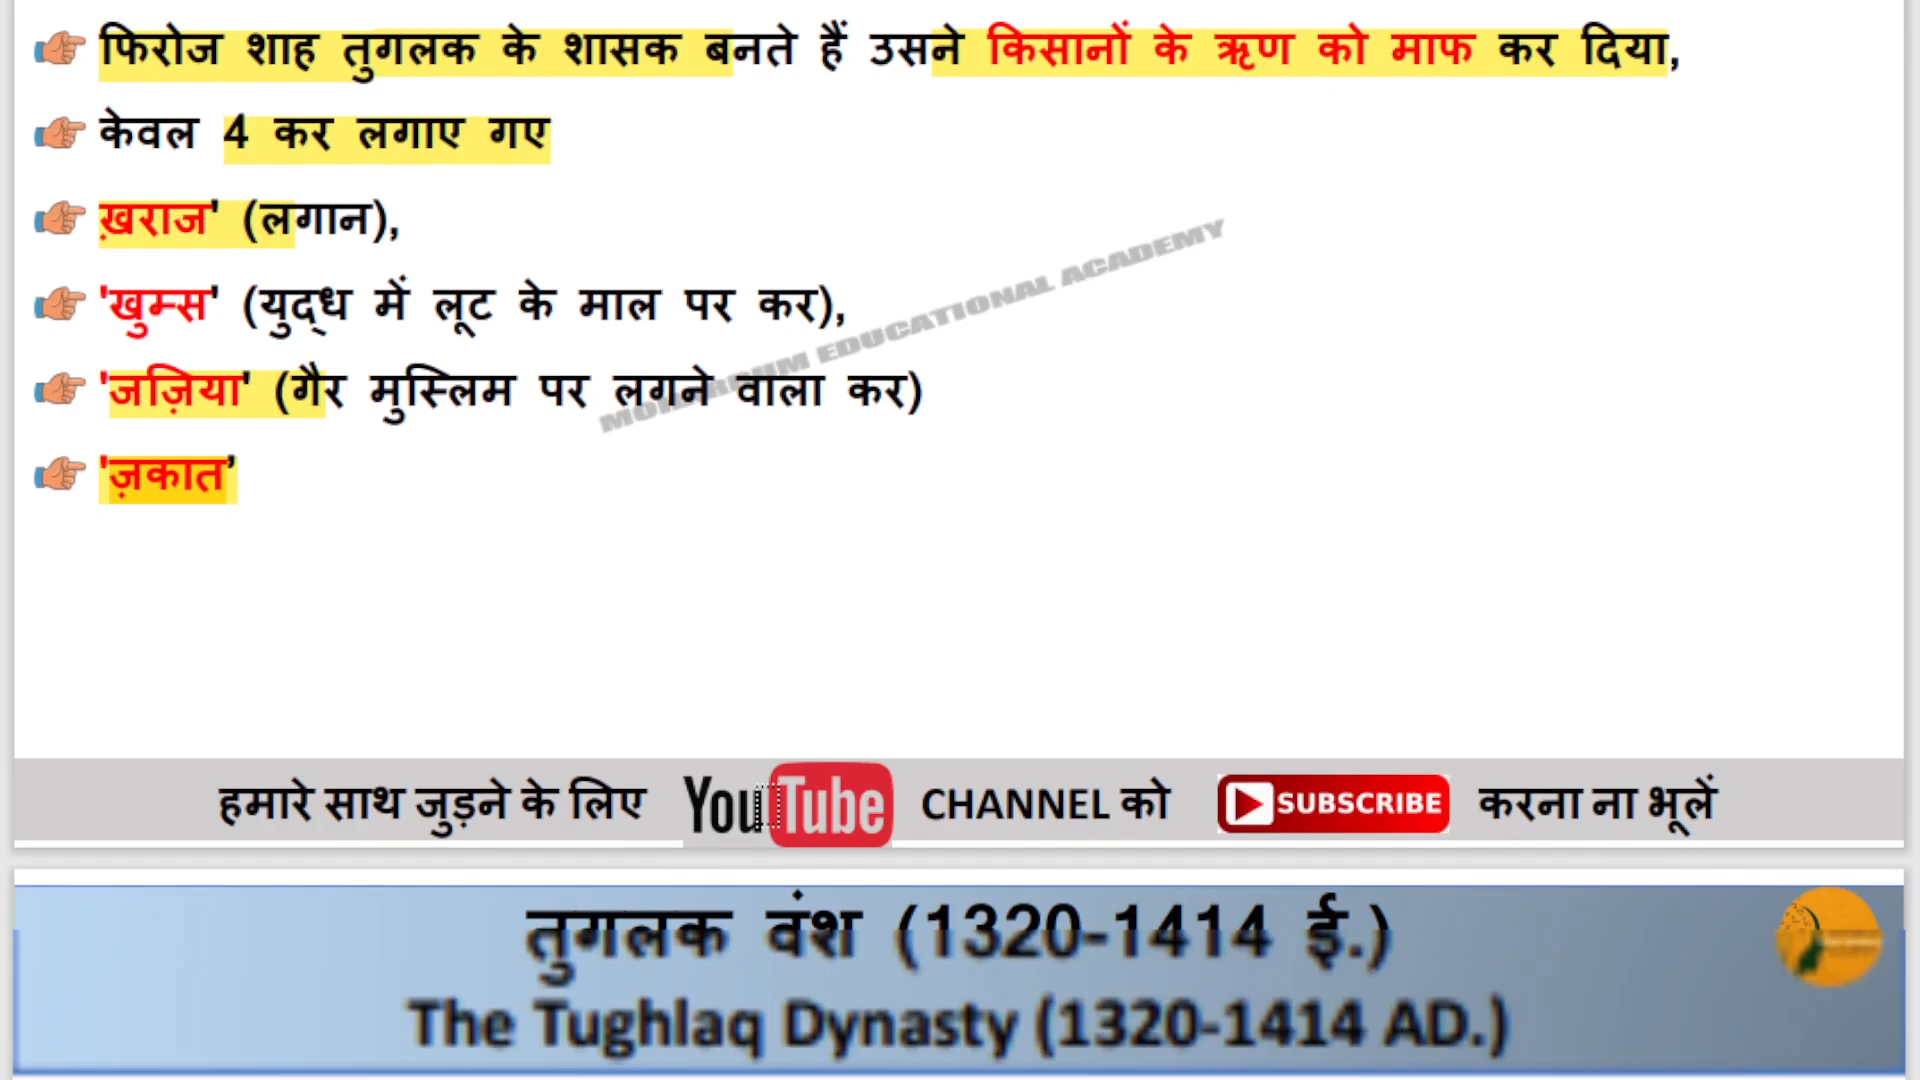 फिरोज शाह तुगलक के शासक बनते हैं उसने किसानों के ऋण को माफ कर दिया,
केवल 4 कर लगाए गए
ख़राज' (लगान),
'खुम्स' (युद्ध में लूट के माल पर कर),
'जज़िया' (गैर मुस्लिम पर लगने वाला कर)
'ज़कात'
EDUCATIONAL ACADEMY
हमारे साथ जुड़ने के लिए YouTube CHANNEL को SUBSCRIBE करना ना भूलें
तुगलक वंश (1320-1414 ई.)
The Tughlaq Dynasty (1320-1414 AD.)